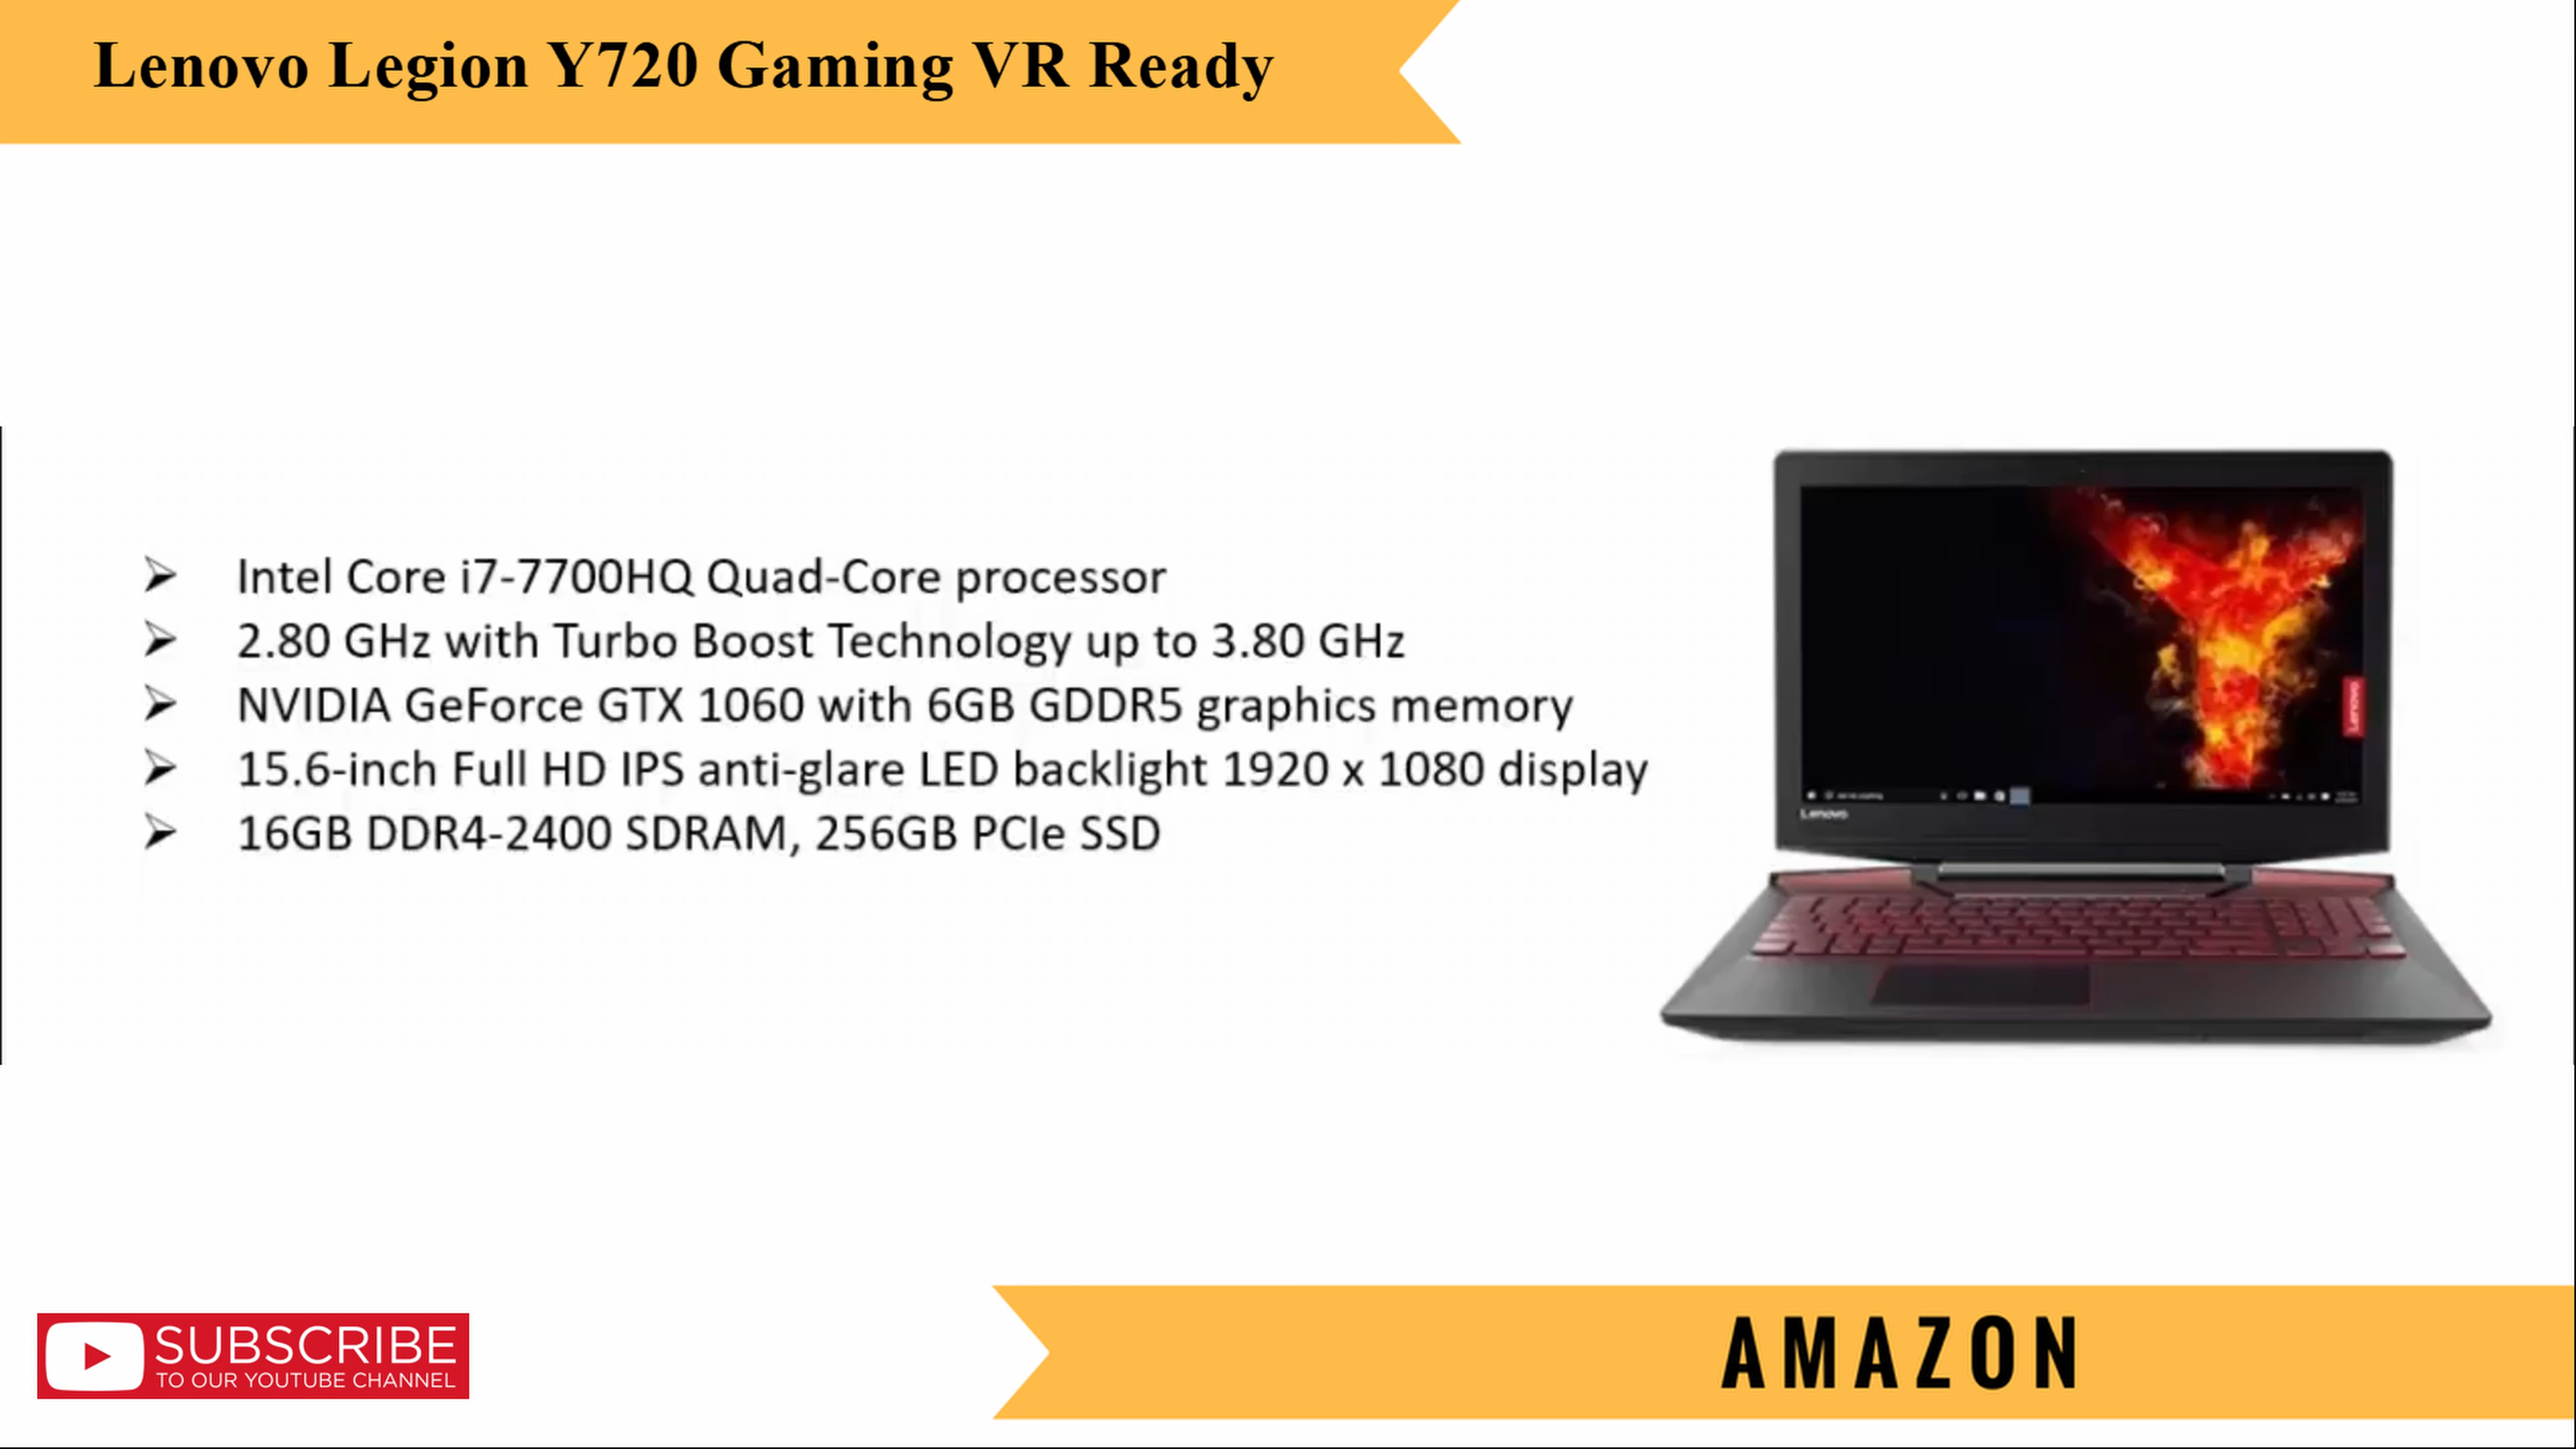 Lenovo Legion Y720 Gaming VR Ready
Intel Core i7-7700HQ Quad-Core processor
2.80 GHz with Turbo Boost Technology up to 3.80 GHz
NVIDIA GeForce GTX 1060 with 6GB GDDR5 graphics memory
15.6-inch Full HD IPS anti-glare LED backlight 1920 x 1080 display
16GB DDR4-2400 SDRAM, 256GB PCIe SSD
Lenovo
Lenovo
SUBSCRIBE
TO OUR YOUTUBE CHANNEL
AMAZON